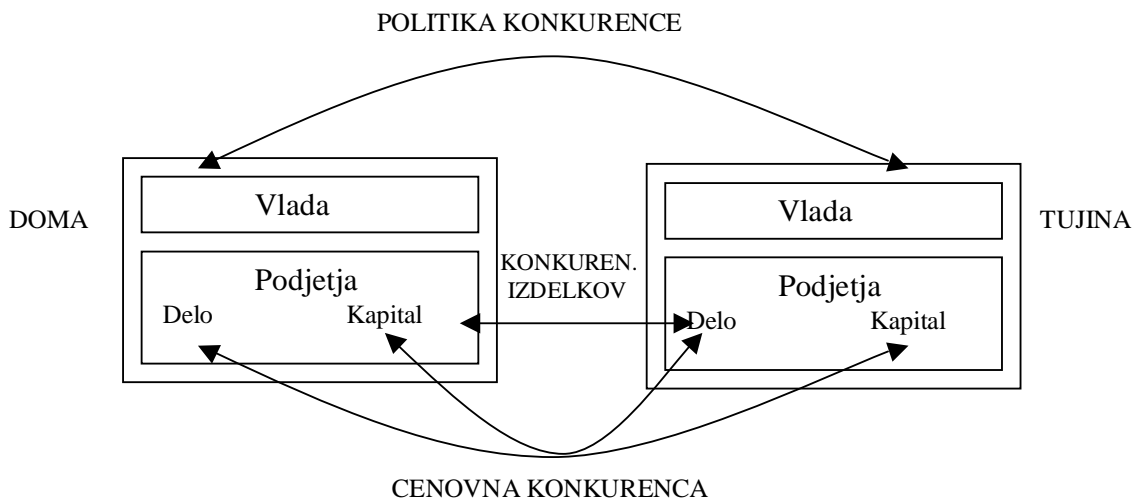 POLITIKA KONKURENCE
DOMA
Vlada
Podjetja
Delo
Kapital
KONKUREN.
IZDELKOV
Vlada
Podjetja
Delo
Kapital
TUJINA
CENOVNA KONKURENCA